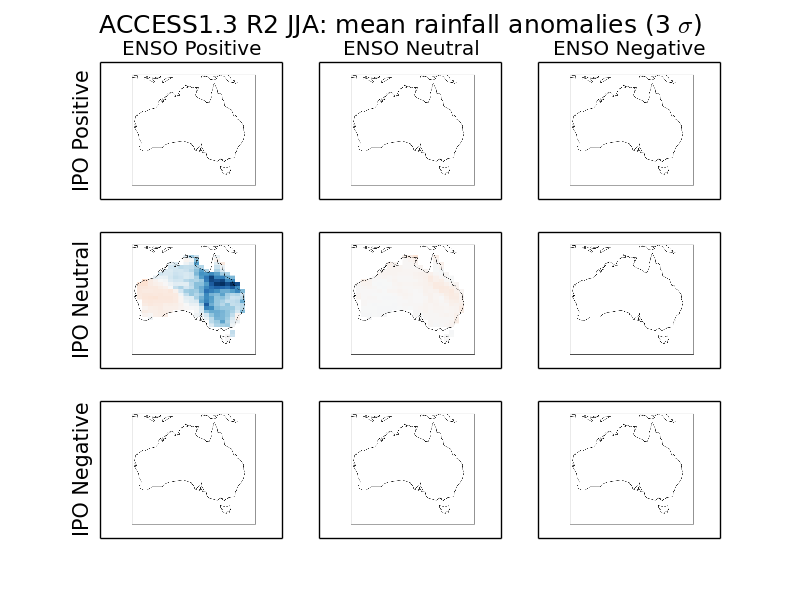 ACCESS1.3 R2 JJA: mean rainfall anomalies (3 σ)
ENSO Positive
ENSO Neutral
ENSO Negative
IPO Positive
IPO Neutral
IPO Negative